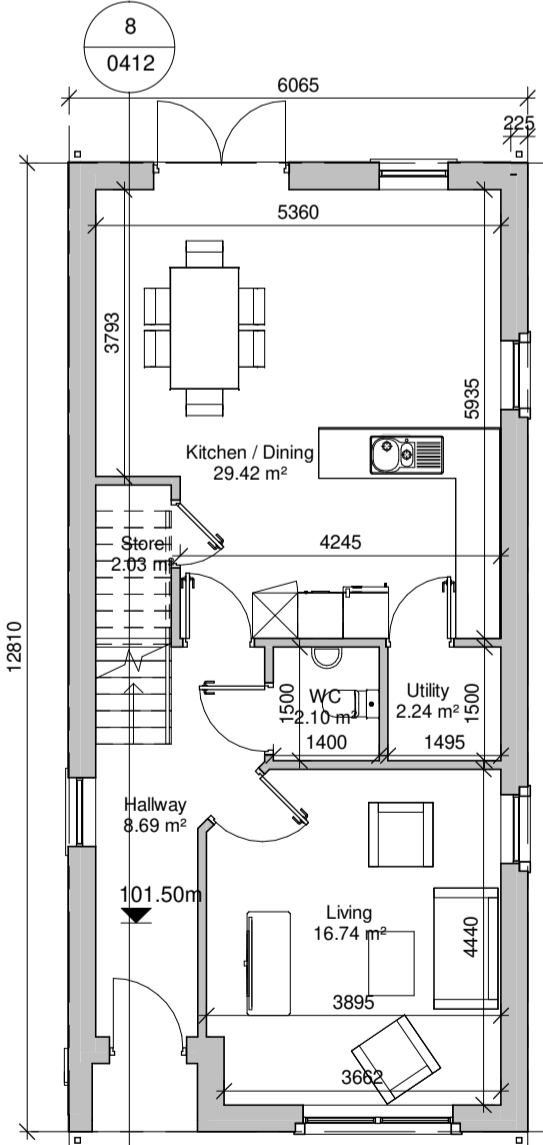 8
0412
6065
225
5360
3793
5935
Kitchen / Dining
29.42 m²
Store
2.03 m²
4245
12810
1500
WC
2.10 m²
1400
Utility
2.24 m²
1500
1495
Hallway
8.69 m²
101.50m
Living
16.74 m²
4440
3895
3662